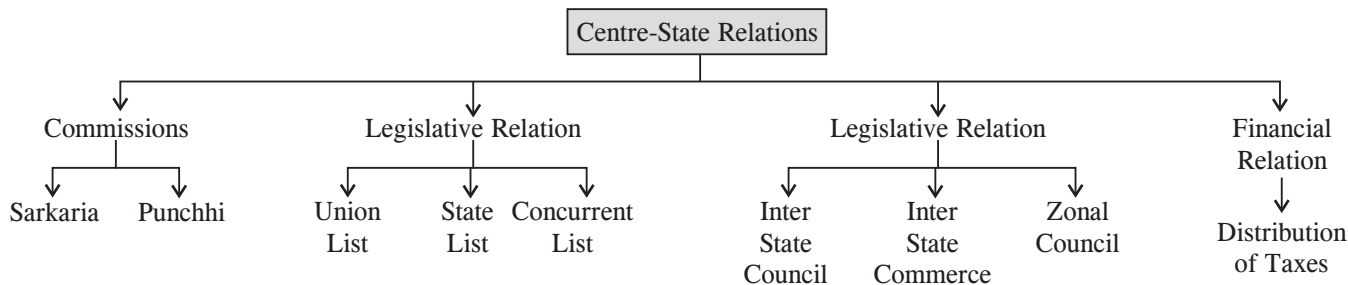 Centre-State Relations
Commissions
Legislative Relation
Legislative Relation
Financial
Relation
Sarkaria
Punchhi
Union
List
State
List
Concurrent
List
Inter
State
Council
Inter
State
Commerce
Zonal
Council
Distribution
of Taxes